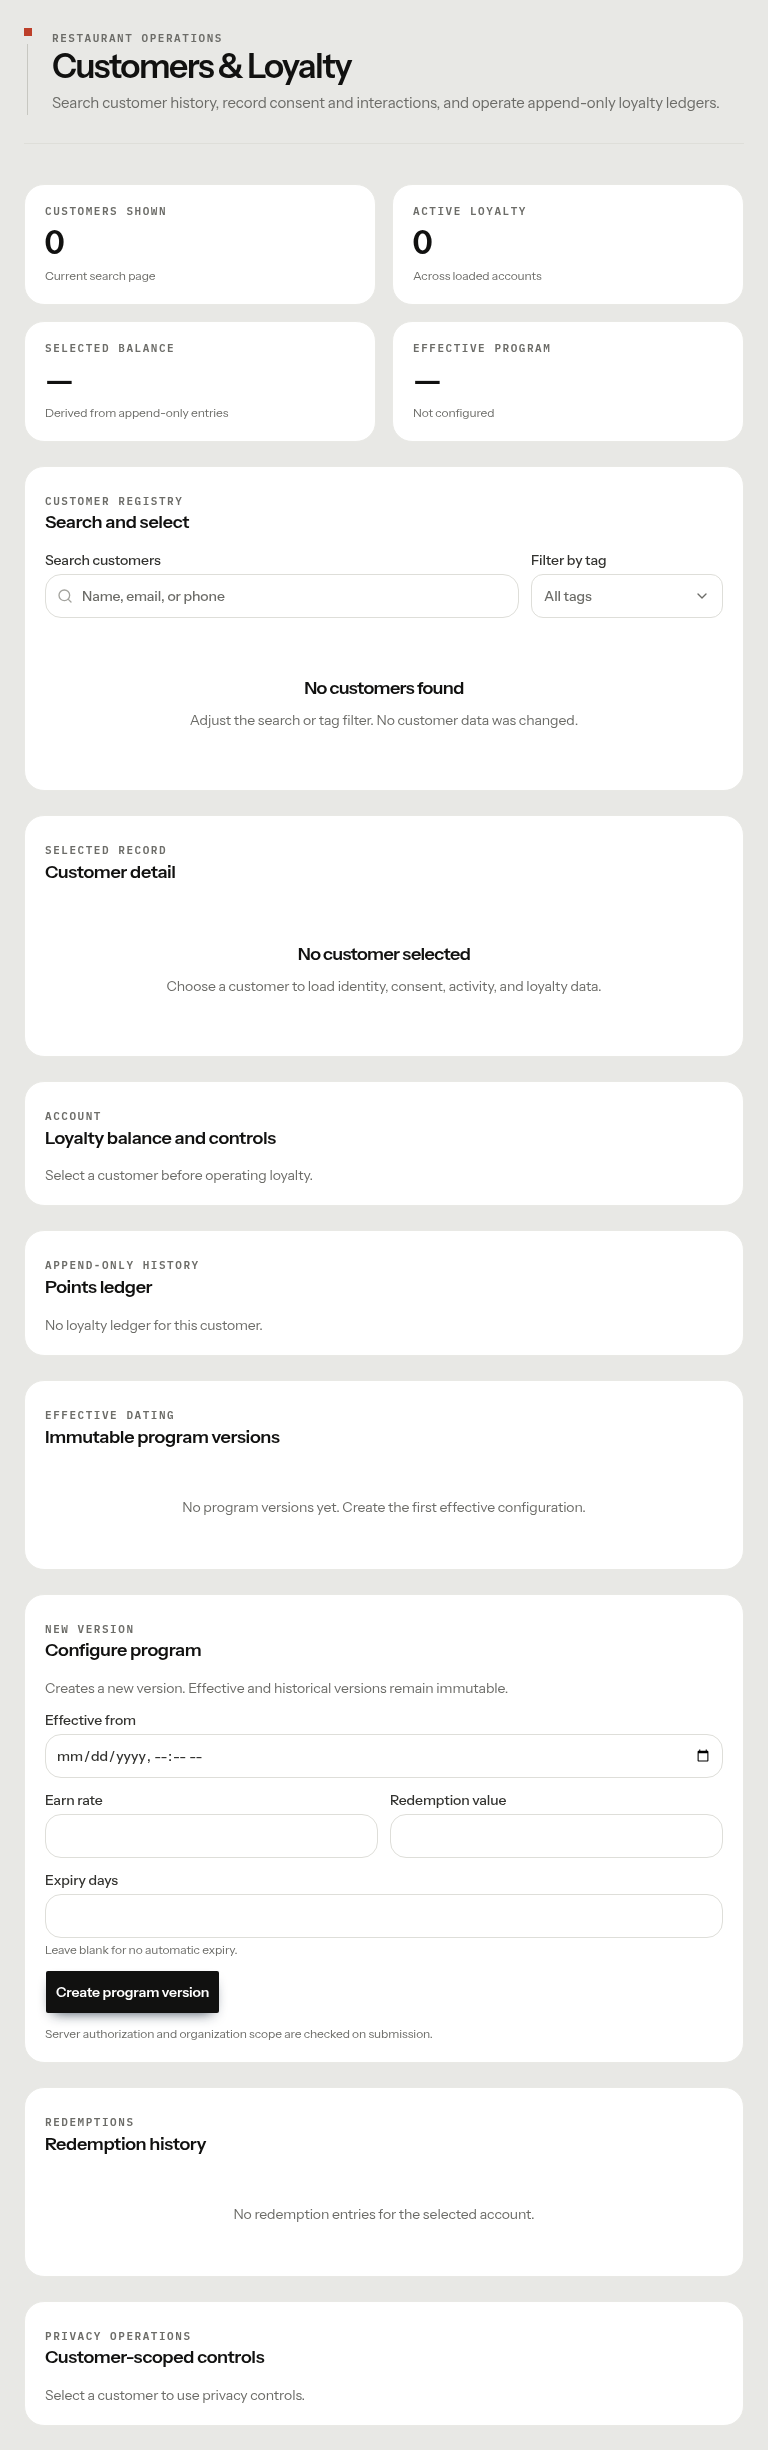 RESTAURANT OPERATIONS
Customers & Loyalty
Search customer history, record consent and interactions, and operate append-only loyalty ledgers.
CUSTOMERS SHOWN
0
Current search page
ACTIVE LOYALTY
0
Across loaded accounts
SELECTED BALANCE
—
Derived from append-only entries
EFFECTIVE PROGRAM
—
Not configured
CUSTOMER REGISTRY
Search and select
Search customers
Name, email, or phone
Filter by tag
All tags
No customers found
Adjust the search or tag filter. No customer data was changed.
SELECTED RECORD
Customer detail
No customer selected
Choose a customer to load identity, consent, activity, and loyalty data.
ACCOUNT
Loyalty balance and controls
Select a customer before operating loyalty.
APPEND-ONLY HISTORY
Points ledger
No loyalty ledger for this customer.
EFFECTIVE DATING
Immutable program versions
No program versions yet. Create the first effective configuration.
NEW VERSION
Configure program
Creates a new version. Effective and historical versions remain immutable.
Effective from
mm/dd/yyyy, --:-- --
Earn rate
Redemption value
Expiry days
Leave blank for no automatic expiry.
Create program version
Server authorization and organization scope are checked on submission.
REDEMPTIONS
Redemption history
No redemption entries for the selected account.
PRIVACY OPERATIONS
Customer-scoped controls
Select a customer to use privacy controls.